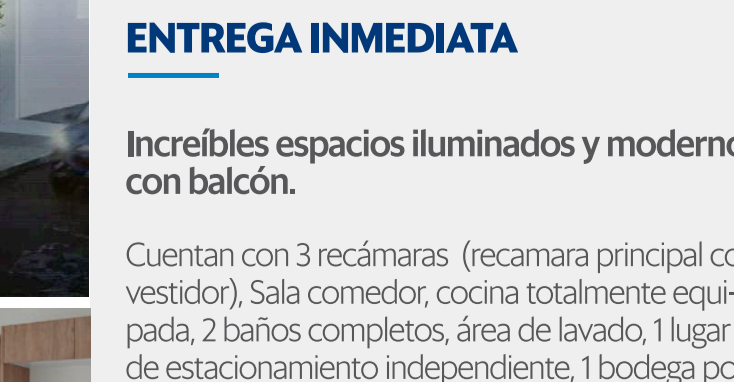 ENTREGA INMEDIATA
Increíbles espacios iluminados y moderno
con balcón.
Cuentan con 3 recámaras (recamara principal co
vestidor), Sala comedor, cocina totalmente equi-
pada, 2 baños completos, área de lavado, 1 lugar
de estacionamiento independiente, 1 bodega po